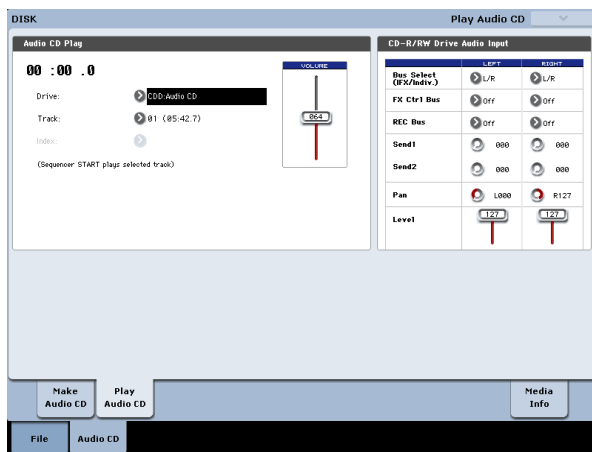 DISK
Play Audio CD
Audio CD Play
00 :00 .0
VOLUME
Drive:
CDD:Audio CD
Track:
01 (05:42.7)
064
Index:
(Sequencer START plays selected track)
CD-R/RW Drive Audio Input
LEFT RIGHT
Bus Select (IFX/Indiv.) L/R L/R
FX Ctrl Bus Off Off
REC Bus Off Off
Send1 000 000
Send2 000 000
Pan L000 R127
Level 127 127
Make Audio CD
Play Audio CD
Media Info
File
Audio CD